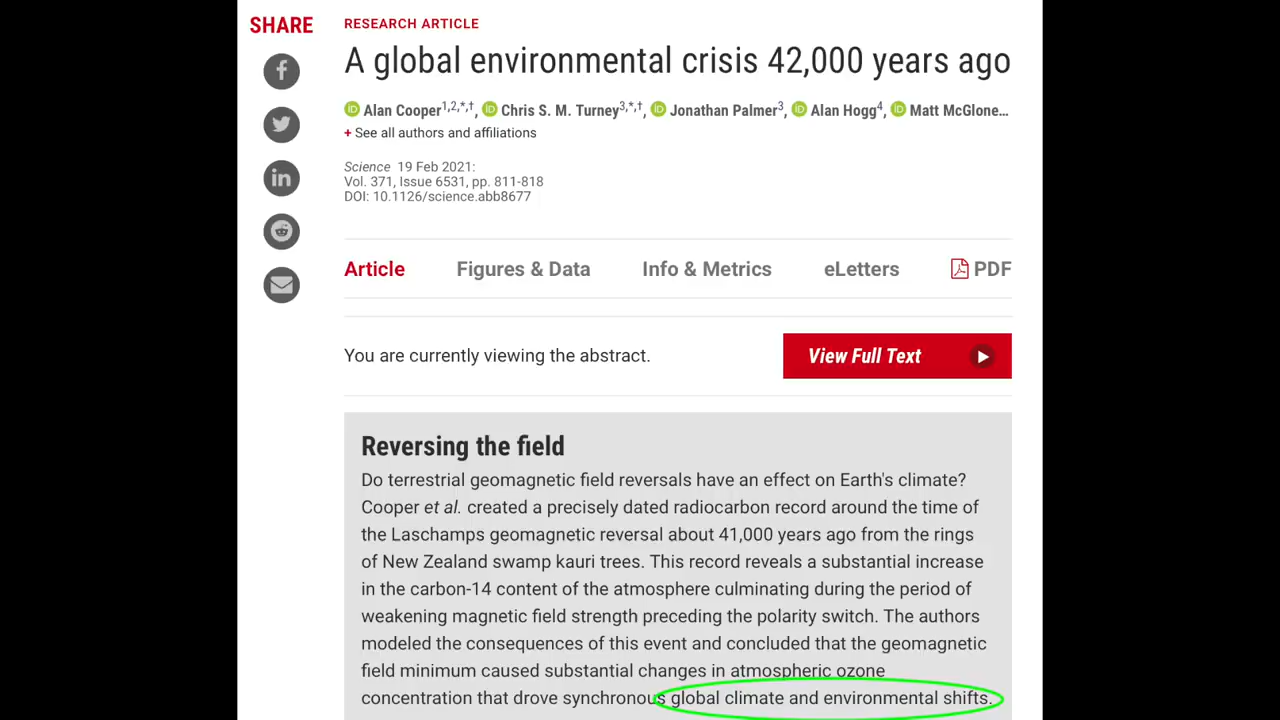 SHARE
RESEARCH ARTICLE
A global environmental crisis 42,000 years ago
iD Alan Cooper1,2,*,†, iD Chris S. M. Turney3,*,†, iD Jonathan Palmer3, iD Alan Hogg4, iD Matt McGlone…
+ See all authors and affiliations
Science 19 Feb 2021:
Vol. 371, Issue 6531, pp. 811-818
DOI: 10.1126/science.abb8677
Article Figures & Data Info & Metrics eLetters PDF
You are currently viewing the abstract.
View Full Text
Reversing the field
Do terrestrial geomagnetic field reversals have an effect on Earth's climate?
Cooper et al. created a precisely dated radiocarbon record around the time of
the Laschamps geomagnetic reversal about 41,000 years ago from the rings
of New Zealand swamp kauri trees. This record reveals a substantial increase
in the carbon-14 content of the atmosphere culminating during the period of
weakening magnetic field strength preceding the polarity switch. The authors
modeled the consequences of this event and concluded that the geomagnetic
field minimum caused substantial changes in atmospheric ozone
concentration that drove synchronous global climate and environmental shifts.